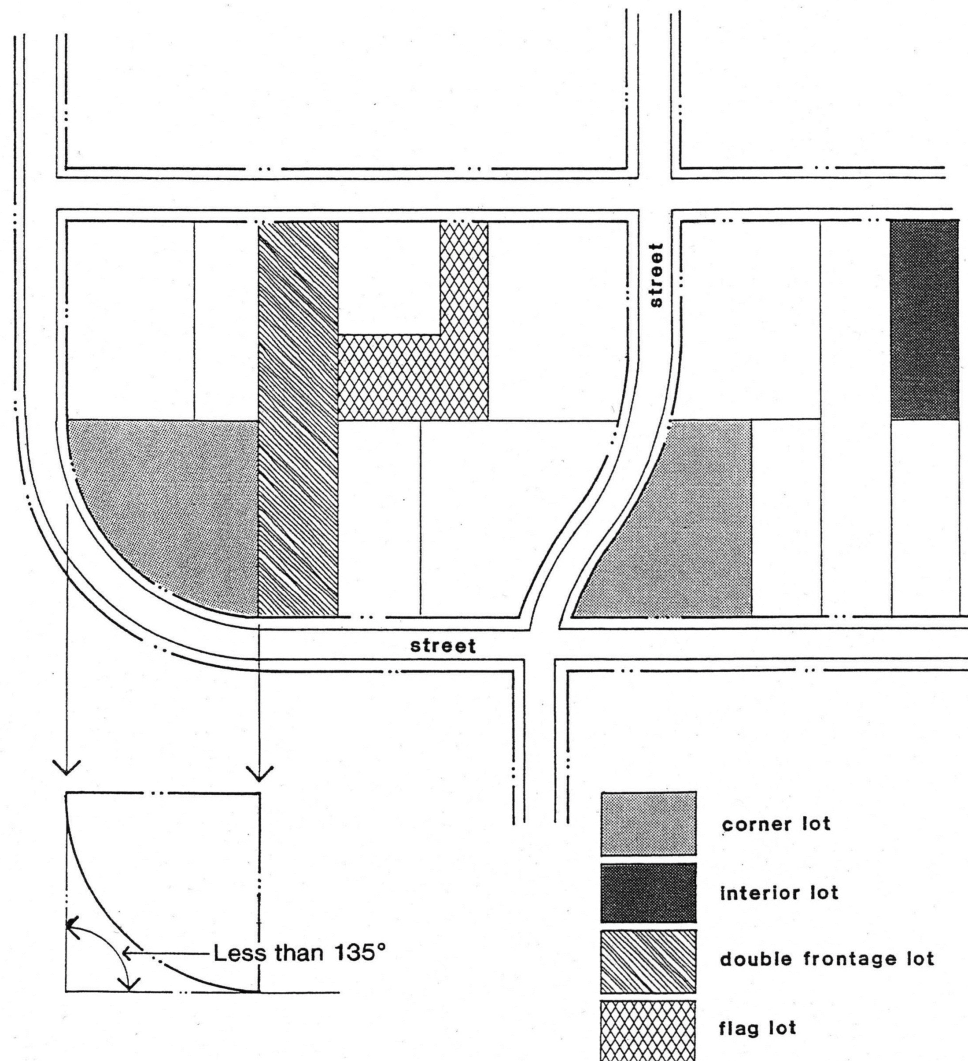 street
street
Less than 135°
corner lot
interior lot
double frontage lot
flag lot